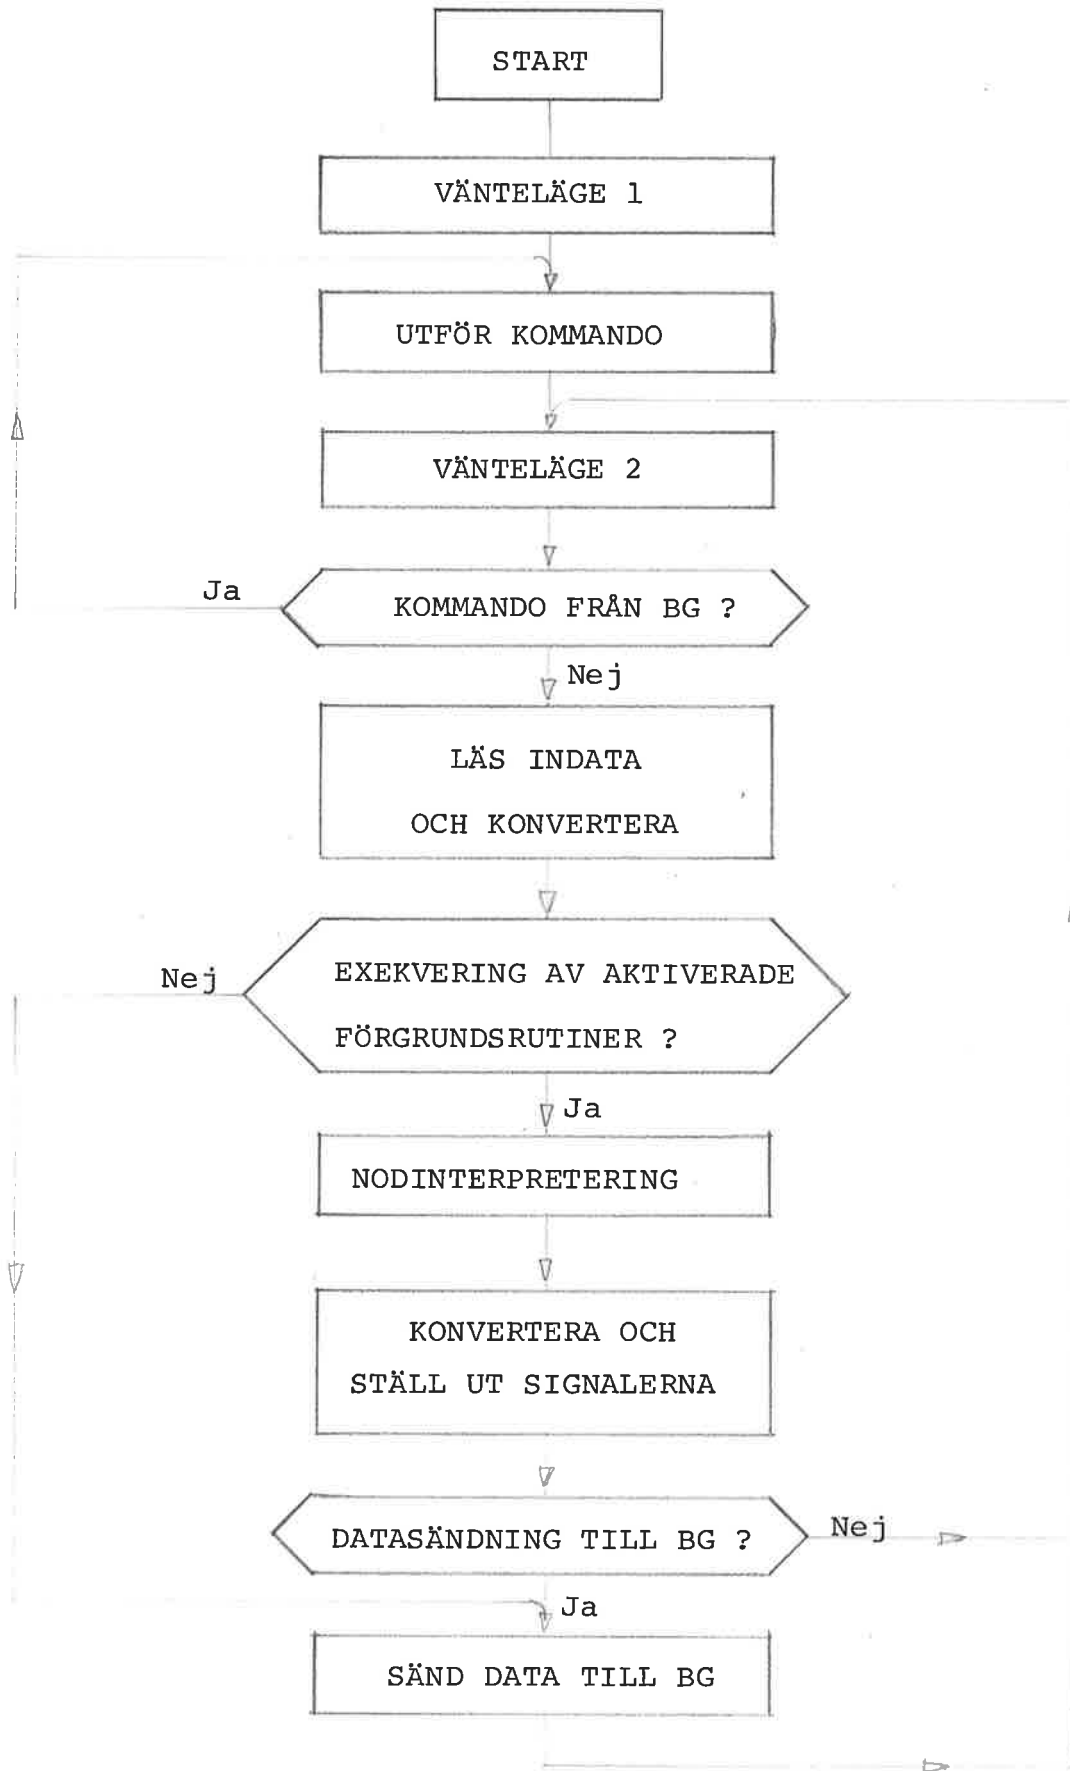 START
VÄNTELÄGE 1
UTFÖR KOMMANDO
VÄNTELÄGE 2
Ja
KOMMANDO FRÅN BG ?
Nej
LÄS INDATA
OCH KONVERTERA
Nej
EXEKVERING AV AKTIVERADE
FÖRGRUNDSRUTINER ?
Ja
NODINTERPRETERING
KONVERTERA OCH
STÄLL UT SIGNALERNA
DATASÄNDNING TILL BG ?
Nej
Ja
SÄND DATA TILL BG